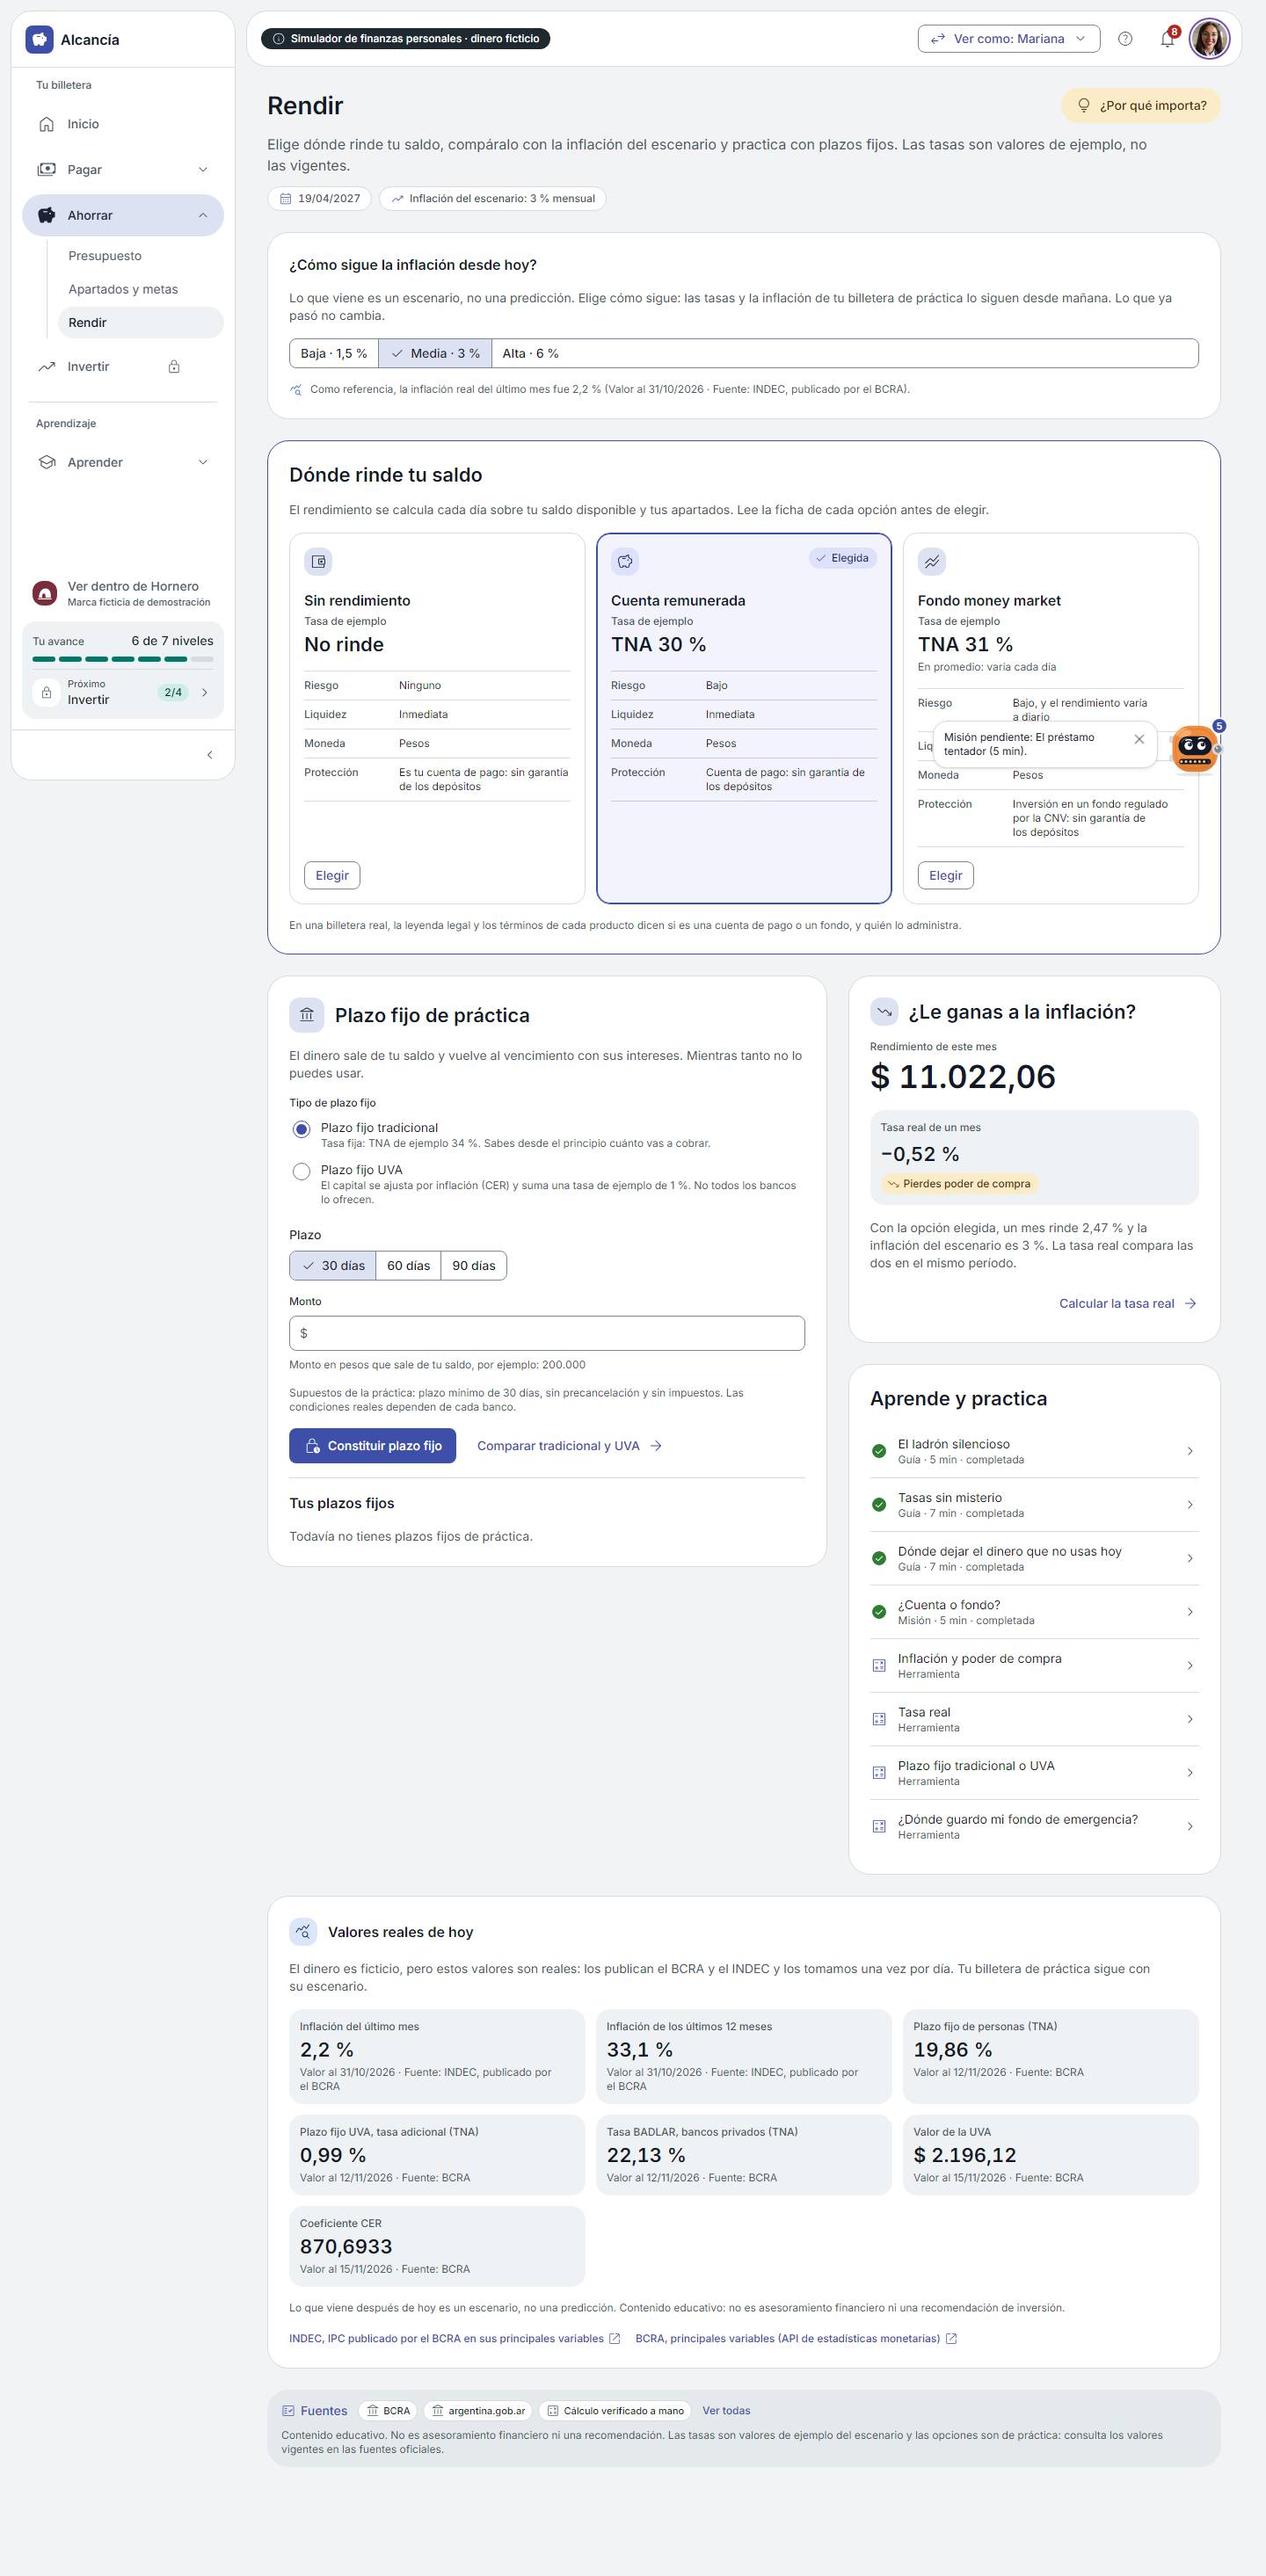 Alcancía
Tu billetera
Inicio
Pagar
Ahorrar
Presupuesto
Apartados y metas
Rendir
Invertir
Aprendizaje
Aprender
Ver dentro de Hornero
Marca ficticia de demostración
Tu avance 6 de 7 niveles
Próximo
Invertir
2/4
Simulador de finanzas personales · dinero ficticio
Ver como: Mariana
8
Rendir
¿Por qué importa?
Elige dónde rinde tu saldo, compáralo con la inflación del escenario y practica con plazos fijos. Las tasas son valores de ejemplo, no
las vigentes.
19/04/2027
Inflación del escenario: 3 % mensual
¿Cómo sigue la inflación desde hoy?
Lo que viene es un escenario, no una predicción. Elige cómo sigue: las tasas y la inflación de tu billetera de práctica lo siguen desde mañana. Lo que ya
pasó no cambia.
Baja · 1,5 % Media · 3 % Alta · 6 %
Como referencia, la inflación real del último mes fue 2,2 % (Valor al 31/10/2026 · Fuente: INDEC, publicado por el BCRA).
Dónde rinde tu saldo
El rendimiento se calcula cada día sobre tu saldo disponible y tus apartados. Lee la ficha de cada opción antes de elegir.
Sin rendimiento
Tasa de ejemplo
No rinde
Riesgo Ninguno
Liquidez Inmediata
Moneda Pesos
Protección Es tu cuenta de pago: sin garantía
de los depósitos
Elegir
Elegida
Cuenta remunerada
Tasa de ejemplo
TNA 30 %
Riesgo Bajo
Liquidez Inmediata
Moneda Pesos
Protección Cuenta de pago: sin garantía de
los depósitos
Fondo money market
Tasa de ejemplo
TNA 31 %
En promedio: varía cada día
Riesgo Bajo, y el rendimiento varía
a diario
Liq
Moneda Pesos
Protección Inversión en un fondo regulado
por la CNV: sin garantía de
los depósitos
Elegir
Misión pendiente: El préstamo
tentador (5 min).
5
En una billetera real, la leyenda legal y los términos de cada producto dicen si es una cuenta de pago o un fondo, y quién lo administra.
Plazo fijo de práctica
El dinero sale de tu saldo y vuelve al vencimiento con sus intereses. Mientras tanto no lo
puedes usar.
Tipo de plazo fijo
Plazo fijo tradicional
Tasa fija: TNA de ejemplo 34 %. Sabes desde el principio cuánto vas a cobrar.
Plazo fijo UVA
El capital se ajusta por inflación (CER) y suma una tasa de ejemplo de 1 %. No todos los bancos
lo ofrecen.
Plazo
30 días 60 días 90 días
Monto
$
Monto en pesos que sale de tu saldo, por ejemplo: 200.000
Supuestos de la práctica: plazo mínimo de 30 días, sin precancelación y sin impuestos. Las
condiciones reales dependen de cada banco.
Constituir plazo fijo
Comparar tradicional y UVA
Tus plazos fijos
Todavía no tienes plazos fijos de práctica.
¿Le ganas a la inflación?
Rendimiento de este mes
$ 11.022,06
Tasa real de un mes
−0,52 %
Pierdes poder de compra
Con la opción elegida, un mes rinde 2,47 % y la
inflación del escenario es 3 %. La tasa real compara las
dos en el mismo período.
Calcular la tasa real
Aprende y practica
El ladrón silencioso
Guía · 5 min · completada
Tasas sin misterio
Guía · 7 min · completada
Dónde dejar el dinero que no usas hoy
Guía · 7 min · completada
¿Cuenta o fondo?
Misión · 5 min · completada
Inflación y poder de compra
Herramienta
Tasa real
Herramienta
Plazo fijo tradicional o UVA
Herramienta
¿Dónde guardo mi fondo de emergencia?
Herramienta
Valores reales de hoy
El dinero es ficticio, pero estos valores son reales: los publican el BCRA y el INDEC y los tomamos una vez por día. Tu billetera de práctica sigue con
su escenario.
Inflación del último mes
2,2 %
Valor al 31/10/2026 · Fuente: INDEC, publicado por
el BCRA
Inflación de los últimos 12 meses
33,1 %
Valor al 31/10/2026 · Fuente: INDEC, publicado por
el BCRA
Plazo fijo de personas (TNA)
19,86 %
Valor al 12/11/2026 · Fuente: BCRA
Plazo fijo UVA, tasa adicional (TNA)
0,99 %
Valor al 12/11/2026 · Fuente: BCRA
Tasa BADLAR, bancos privados (TNA)
22,13 %
Valor al 12/11/2026 · Fuente: BCRA
Valor de la UVA
$ 2.196,12
Valor al 15/11/2026 · Fuente: BCRA
Coeficiente CER
870,6933
Valor al 15/11/2026 · Fuente: BCRA
Lo que viene después de hoy es un escenario, no una predicción. Contenido educativo: no es asesoramiento financiero ni una recomendación de inversión.
INDEC, IPC publicado por el BCRA en sus principales variables
BCRA, principales variables (API de estadísticas monetarias)
Fuentes
BCRA
argentina.gob.ar
Cálculo verificado a mano
Ver todas
Contenido educativo. No es asesoramiento financiero ni una recomendación. Las tasas son valores de ejemplo del escenario y las opciones son de práctica: consulta los valores
vigentes en las fuentes oficiales.